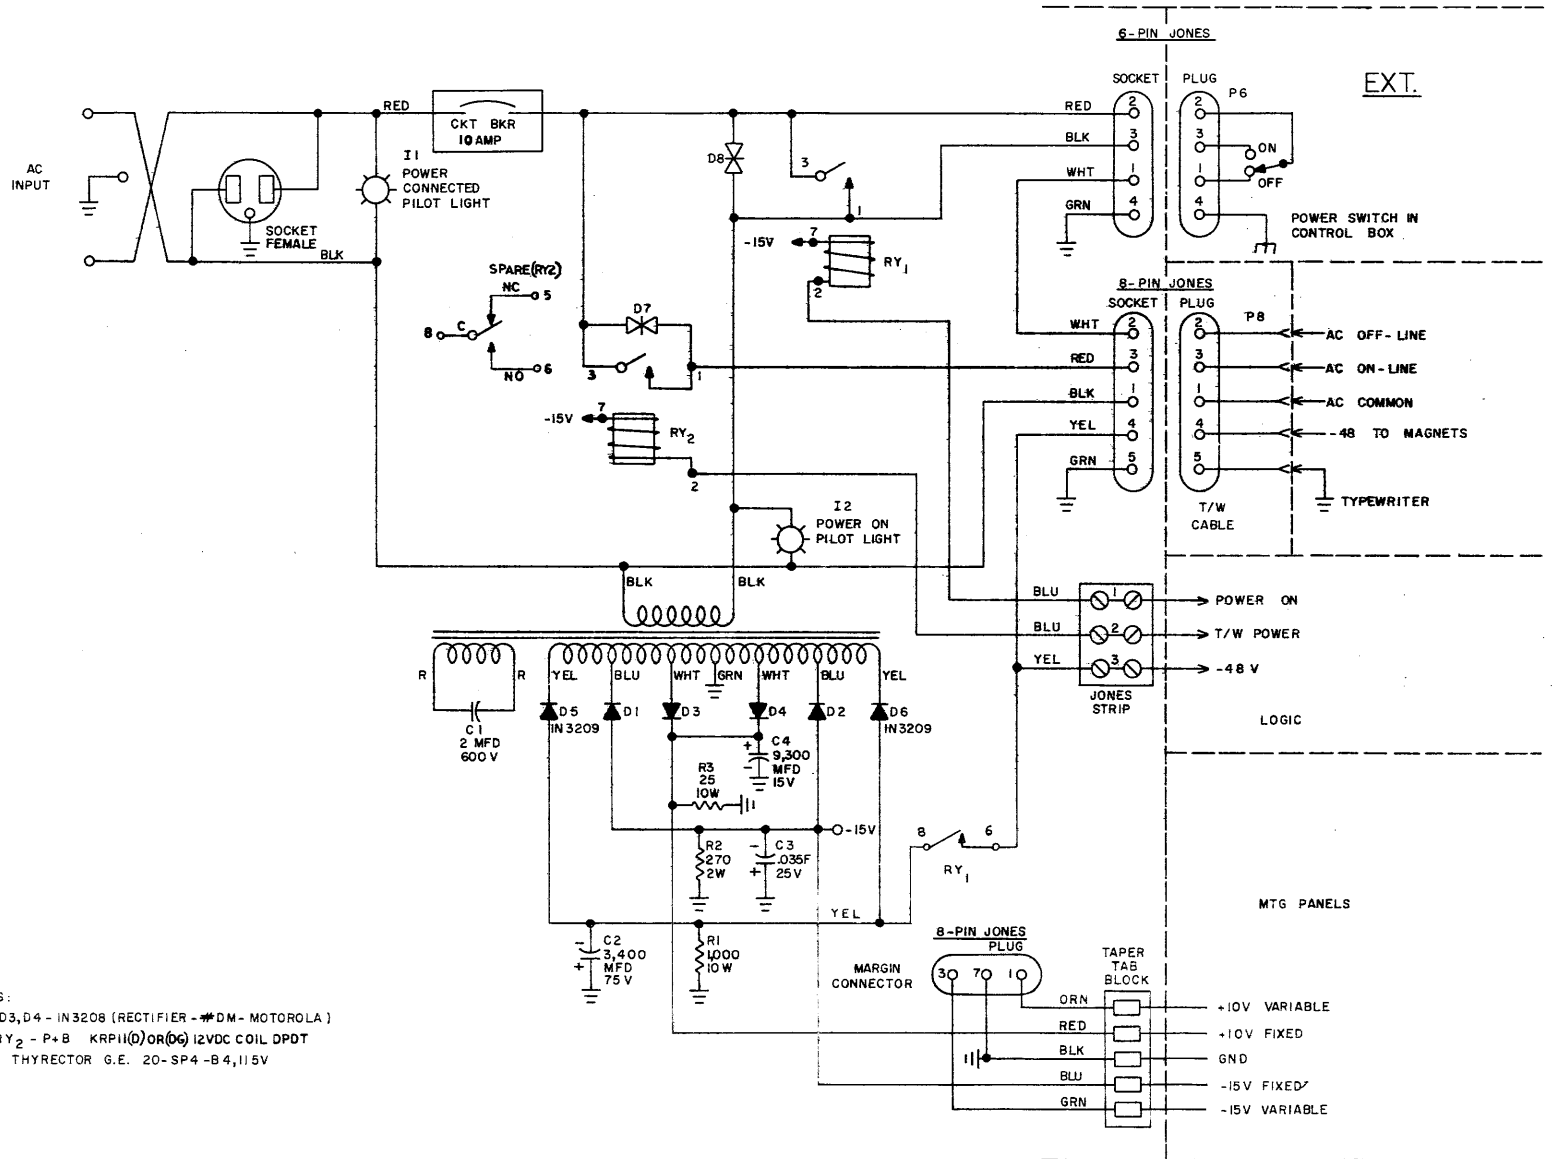 6-PIN JONES
EXT.
SOCKET PLUG
P6
RED
CKT BKR
10 AMP
RED
2 2
BLK
3 3
ON
AC
INPUT
I1
POWER
CONNECTED
PILOT LIGHT
D8
3
WHT
1 1
OFF
GRN
4 4
POWER SWITCH IN
CONTROL BOX
SOCKET
FEMALE
BLK
1
-15V
7
RY1
2
SPARE(RY2)
NC
5
8
C
NO
6
D7
3
1
8-PIN JONES
SOCKET PLUG
P8
WHT
2 2
AC OFF-LINE
RED
3 3
AC ON-LINE
BLK
1 1
AC COMMON
YEL
4 4
-48 TO MAGNETS
GRN
5 5
TYPEWRITER
T/W
CABLE
-15V
7
RY2
2
I2
POWER ON
PILOT LIGHT
BLK BLK
BLU
1
POWER ON
BLU
2
T/W POWER
YEL
3
-48V
JONES
STRIP
LOGIC
R R
YEL BLU WHT GRN WHT BLU YEL
C1
2 MFD
600V
D5
IN3209
D1 D3 D4 D2
D6
IN3209
C4
9,300
MFD
15V
+
-
R3
25
10W
-15V
R2
270
2W
-
C3
.035F
25V
+
8 6
RY1
MTG PANELS
YEL
-
C2
3,400
MFD
75V
+
R1
1,000
10W
8-PIN JONES
PLUG
MARGIN
CONNECTOR
3 7 1
TAPER
TAB
BLOCK
ORN
+10V VARIABLE
RED
+10V FIXED
BLK
GND
BLU
-15V FIXED
GRN
-15V VARIABLE
S:
D3,D4-IN3208 (RECTIFIER-#DM-MOTOROLA)
RY2 - P+B KRP11(D)OR(DG) 12VDC COIL DPDT
THYRECTOR G.E. 20-SP4-B4,115V